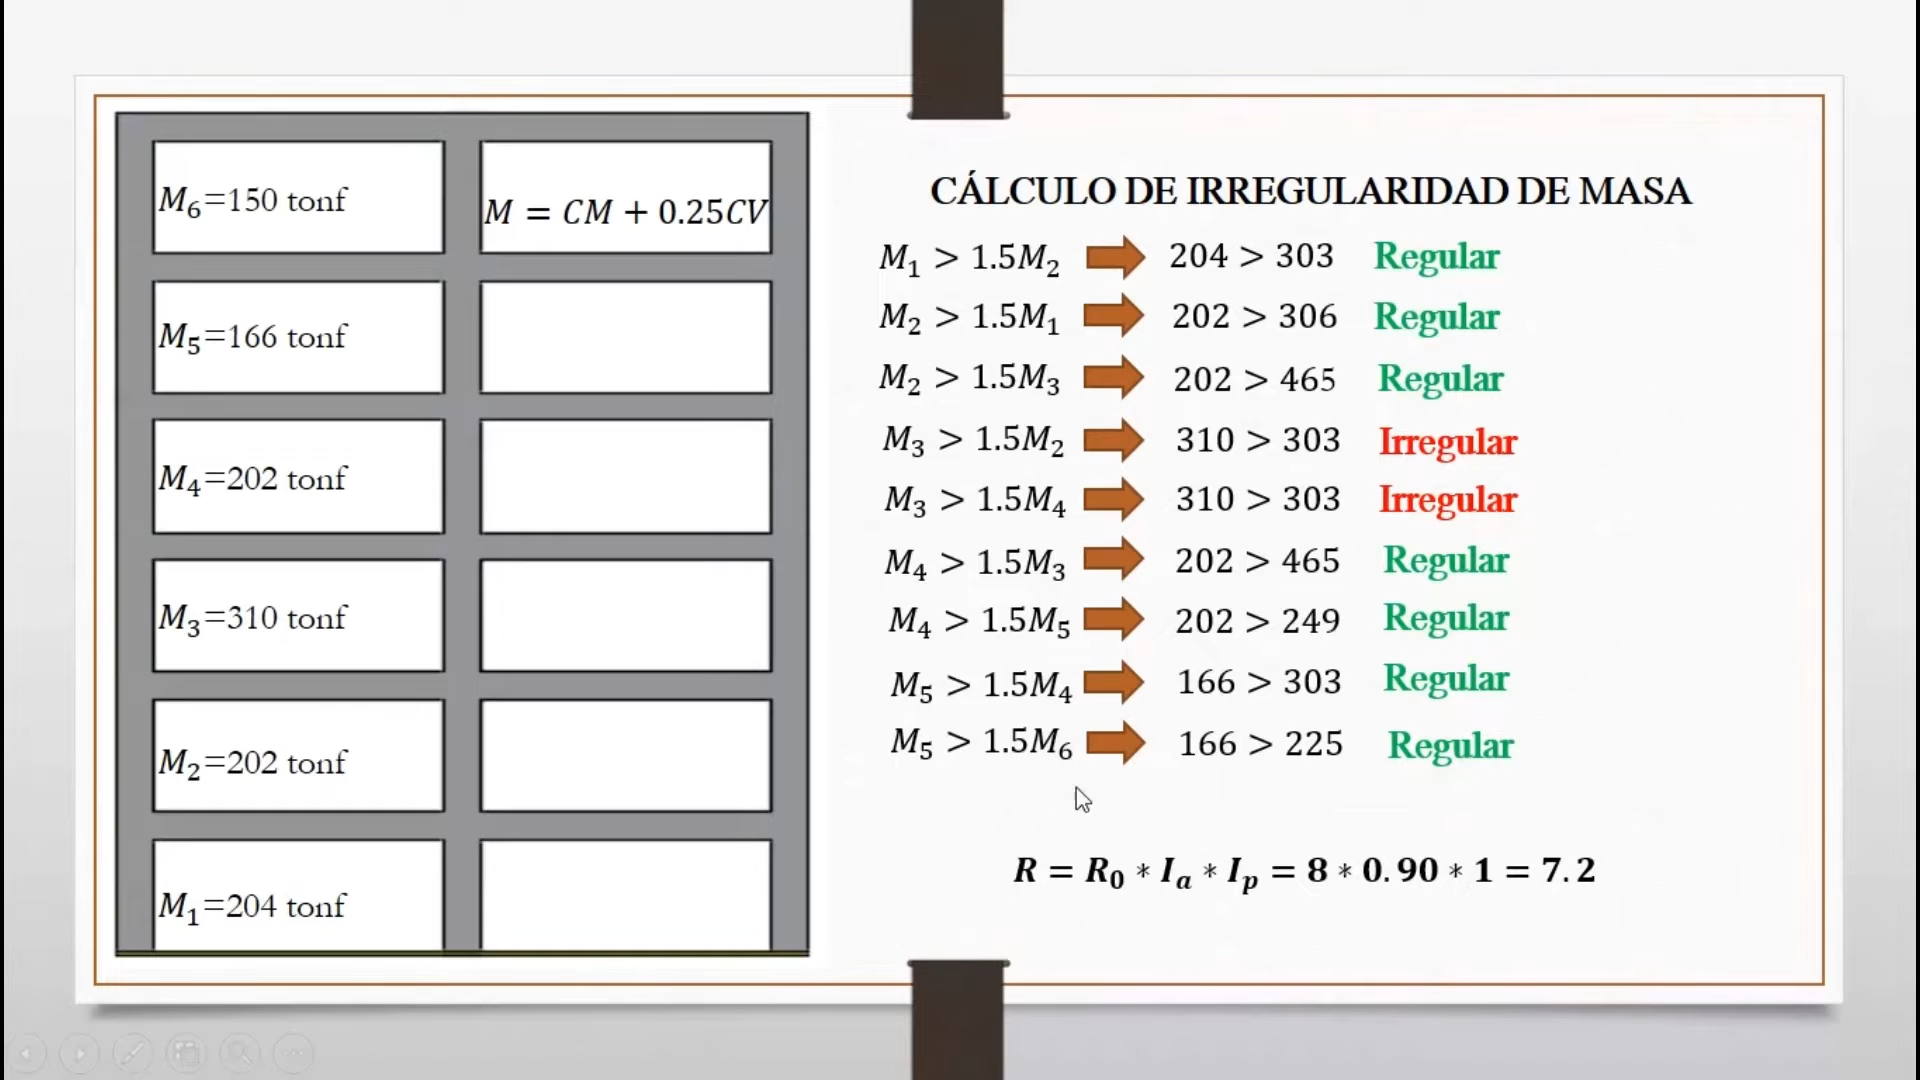 M₆=150 tonf
M = CM + 0.25CV
M₅=166 tonf
M₄=202 tonf
M₃=310 tonf
M₂=202 tonf
M₁=204 tonf
CÁLCULO DE IRREGULARIDAD DE MASA
M₁ > 1.5M₂ 204 > 303 Regular
M₂ > 1.5M₁ 202 > 306 Regular
M₂ > 1.5M₃ 202 > 465 Regular
M₃ > 1.5M₂ 310 > 303 Irregular
M₃ > 1.5M₄ 310 > 303 Irregular
M₄ > 1.5M₃ 202 > 465 Regular
M₄ > 1.5M₅ 202 > 249 Regular
M₅ > 1.5M₄ 166 > 303 Regular
M₅ > 1.5M₆ 166 > 225 Regular
R = R₀ * Iₐ * Iₚ = 8 * 0.90 * 1 = 7.2